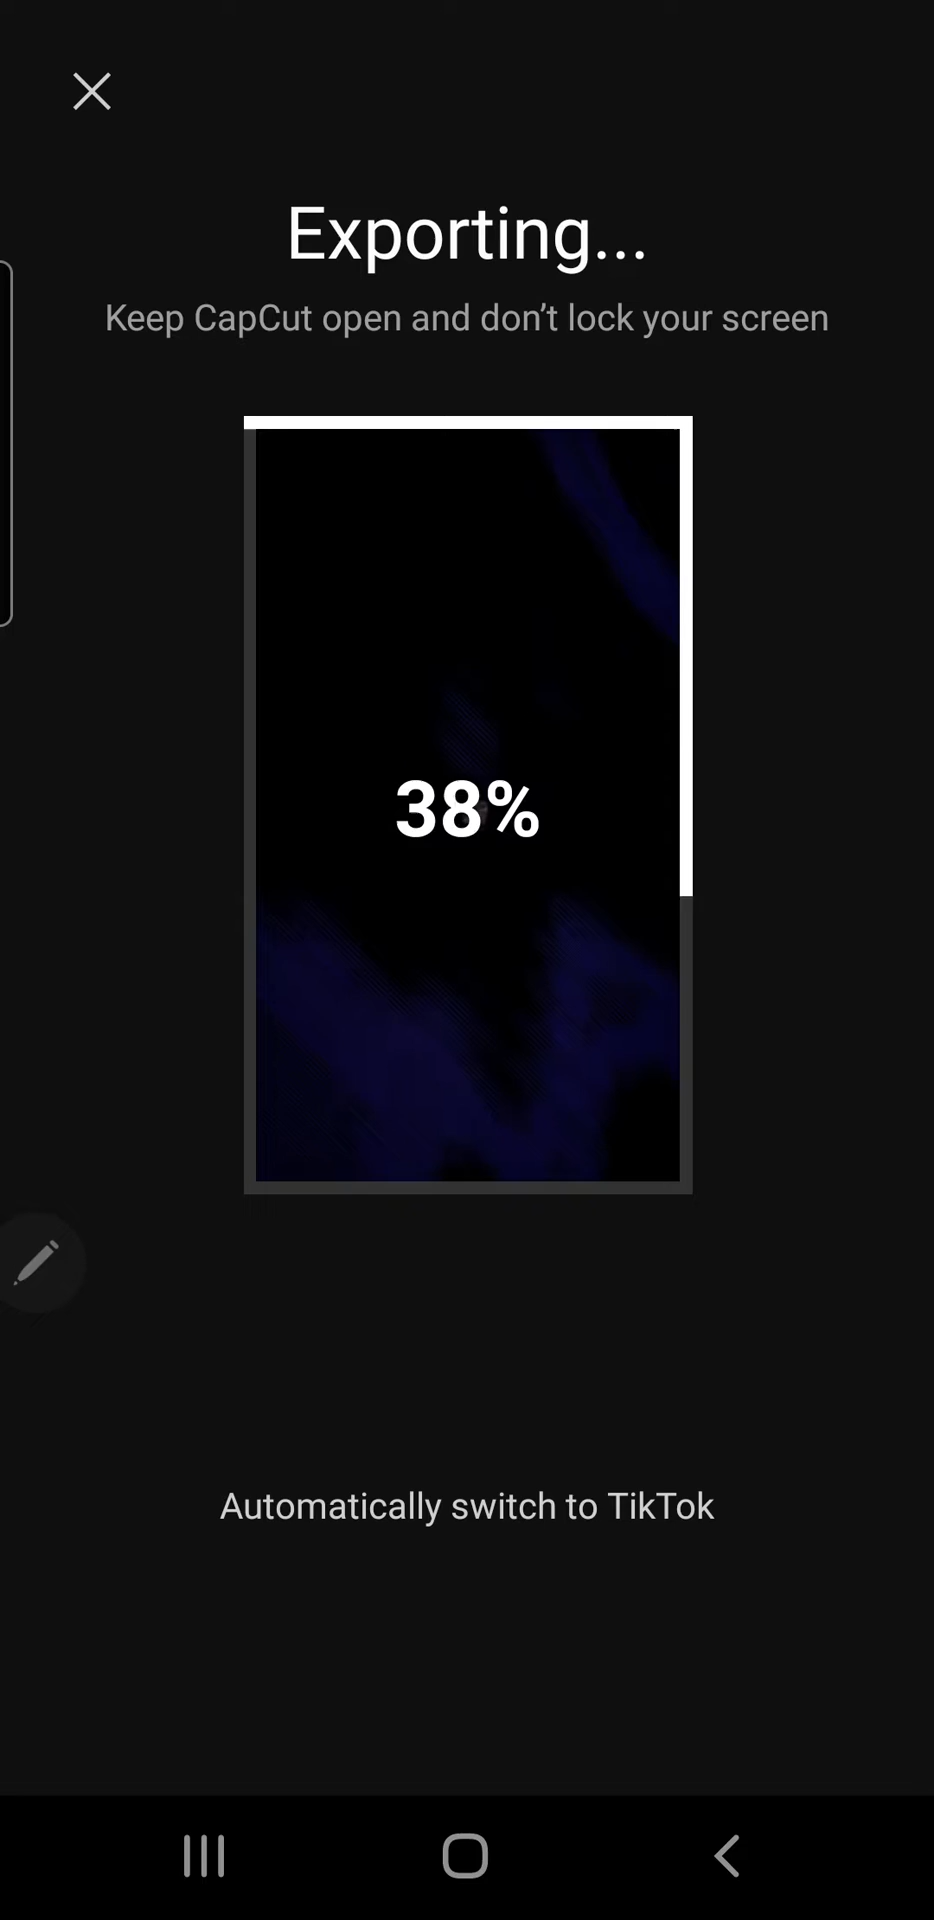 Exporting...
Keep CapCut open and don’t lock your screen
38%
Automatically switch to TikTok